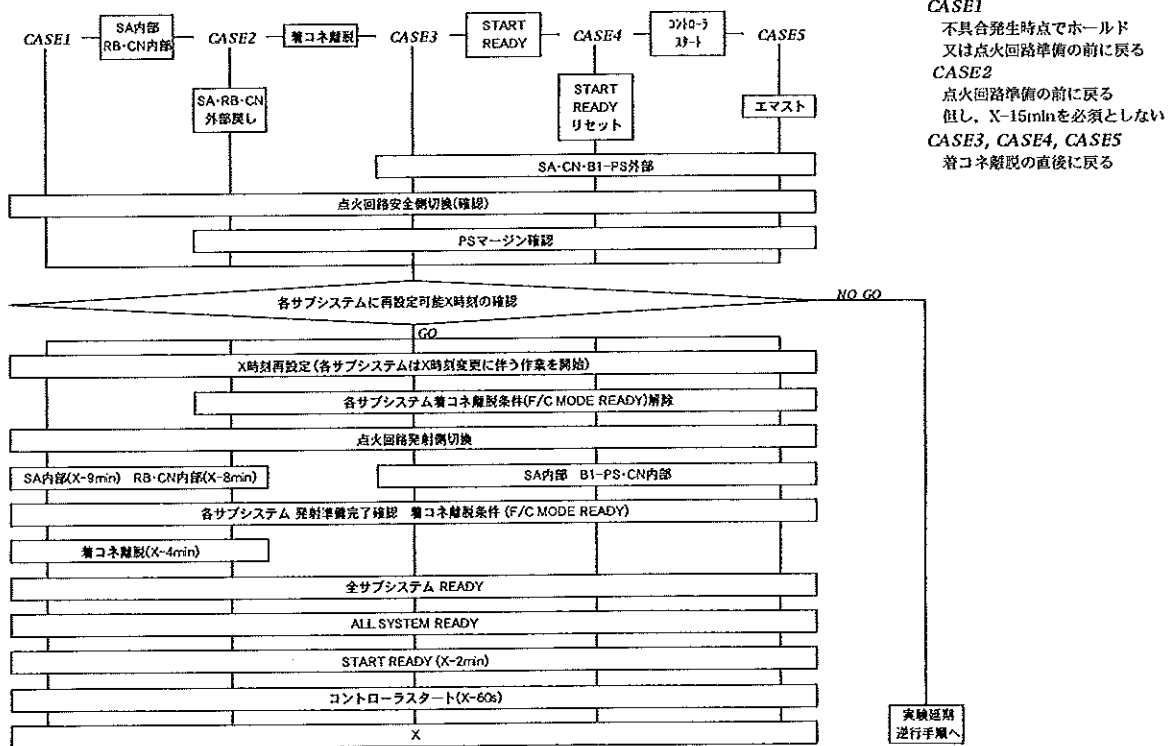 CASE1
SA内部
RB・CN内部
CASE2
着コネ離脱
CASE3
START
READY
CASE4
コントローラ
スタート
CASE5
SA・RB・CN
外部戻し
START
READY
リセット
エマスト
SA・CN・B1-PS外部
点火回路安全側切換(確認)
PSマージン確認
各サブシステムに再設定可能X時刻の確認
NO GO
GO
X時刻再設定(各サブシステムはX時刻変更に伴う作業を開始)
各サブシステム着コネ離脱条件(F/C MODE READY)解除
点火回路発射側切換
SA内部(X-9min) RB・CN内部(X-8min)
SA内部 B1-PS・CN内部
各サブシステム 発射準備完了確認 着コネ離脱条件 (F/C MODE READY)
着コネ離脱(X-4min)
全サブシステム READY
ALL SYSTEM READY
START READY (X-2min)
コントローラスタート(X-60s)
X
実験延期
逆行手順へ
CASE1
不具合発生時点でホールド
又は点火回路準備の前に戻る
CASE2
点火回路準備の前に戻る
但し、X-15minを必須としない
CASE3, CASE4, CASE5
着コネ離脱の直後に戻る